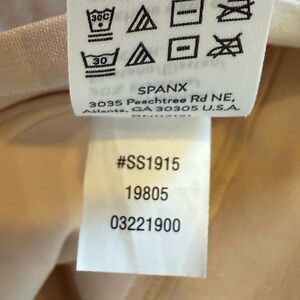 30C
30
SPANX
3035 Peachtree Rd NE,
Atlanta, GA 30305 U.S.A.
#SS1915
19805
03221900